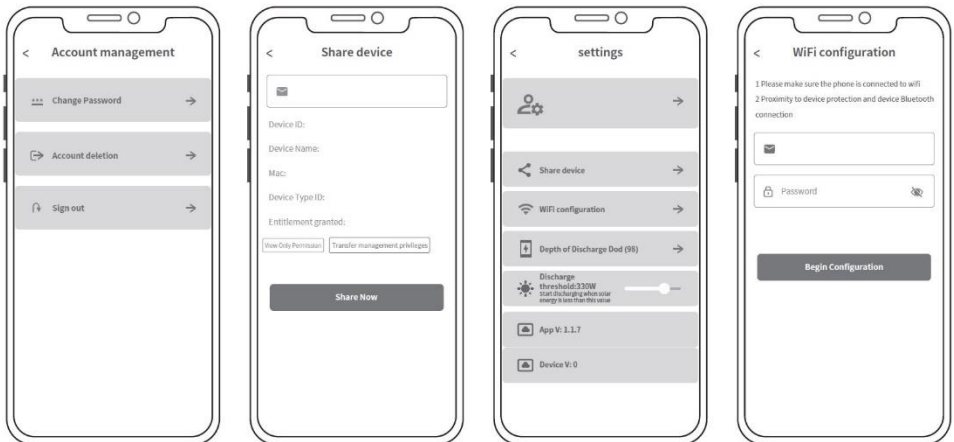 < Account management
Change Password
Account deletion
Sign out
< Share device
Device ID:
Device Name:
Mac:
Device Type ID:
Entitlement granted:
View Only Permission Transfer management privileges
Share Now
< settings
Share device
WiFi configuration
Depth of Discharge Dod (98)
Discharge
threshold:330W
Start discharging when solar
energy is less than this value
App V: 1.1.7
Device V: 0
< WiFi configuration
1 Please make sure the phone is connected to wifi
2 Proximity to device protection and device Bluetooth
connection
Password
Begin Configuration